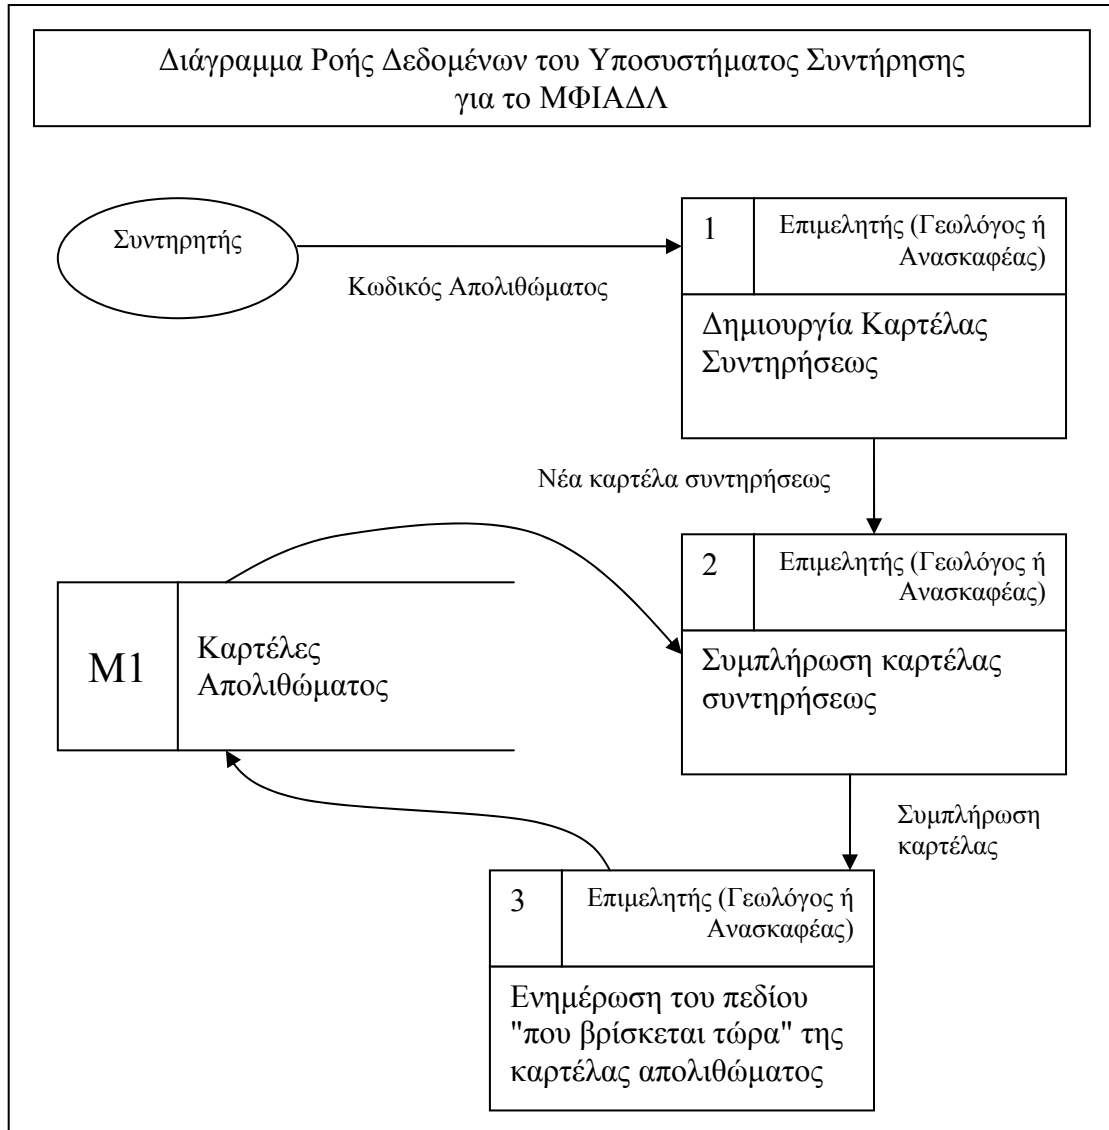 Διάγραμμα Ροής Δεδομένων του Υποσυστήματος Συντήρησης
για το ΜΦΙΑΔΛ
Συντηρητής
Κωδικός Απολιθώματος
1
Επιμελητής (Γεωλόγος ή
Ανασκαφέας)
Δημιουργία Καρτέλας
Συντηρήσεως
Νέα καρτέλα συντηρήσεως
2
Επιμελητής (Γεωλόγος ή
Ανασκαφέας)
Συμπλήρωση καρτέλας
συντηρήσεως
Μ1
Καρτέλες
Απολιθώματος
Συμπλήρωση
καρτέλας
3
Επιμελητής (Γεωλόγος ή
Ανασκαφέας)
Ενημέρωση του πεδίου
"που βρίσκεται τώρα" της
καρτέλας απολιθώματος